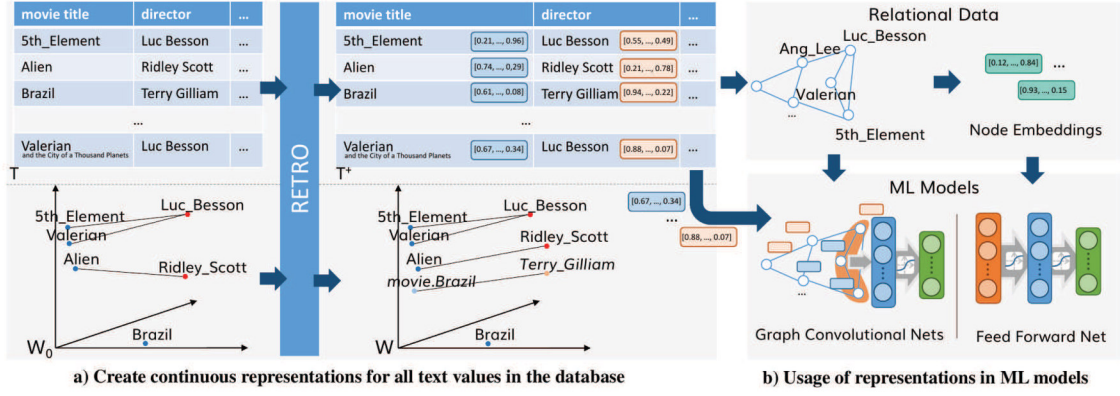 movie title director ...
5th_Element Luc Besson ...
Alien Ridley Scott ...
Brazil Terry Gilliam ...
...
Valerian Luc Besson ...
and the City of a Thousand Planets
T
5th_Element
Luc_Besson
Valerian
Alien
Ridley_Scott
Brazil
W0
RETRO
movie title director ...
5th_Element [0.21, ..., 0.96] Luc Besson [0.55, ..., 0.49] ...
Alien [0.74, ..., 0,29] Ridley Scott [0.21, ..., 0.78] ...
Brazil [0.61, ..., 0.08] Terry Gilliam [0.94, ..., 0.22] ...
...
Valerian [0.67, ..., 0.34] Luc Besson [0.88, ..., 0.07] ...
and the City of a Thousand Planets
T+
5th_Element
Luc_Besson
Valerian
Ridley_Scott
Alien
Terry_Gilliam
movie.Brazil
Brazil
W
[0.67, ..., 0.34]
...
[0.88, ..., 0.07]
a) Create continuous representations for all text values in the database
Relational Data
Luc_Besson
Ang_Lee
Valerian
...
5th_Element
[0.12, ..., 0.84] ...
[0.93, ..., 0.15
Node Embeddings
ML Models
...
Graph Convolutional Nets
Feed Forward Net
b) Usage of representations in ML models